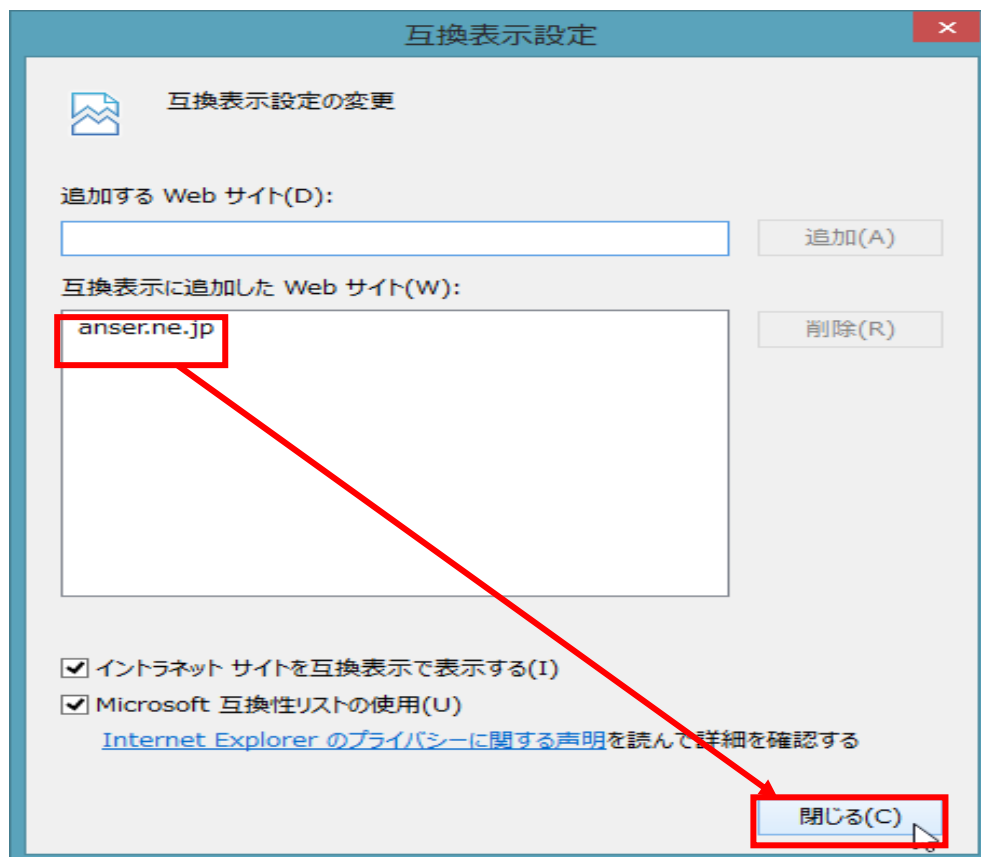 互換表示設定
互換表示設定の変更
追加する Web サイト(D):
追加(A)
互換表示に追加した Web サイト(W):
anser.ne.jp
削除(R)
イントラネット サイトを互換表示で表示する(I)
Microsoft 互換性リストの使用(U)
Internet Explorer のプライバシーに関する声明を読んで詳細を確認する
閉じる(C)